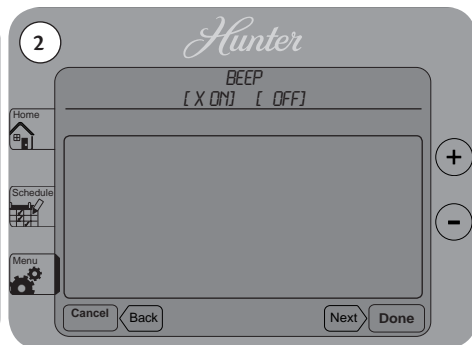 2
Hunter
BEEP
[ X ON] [ OFF]
Home
Schedule
Menu
+
-
Cancel
Back
Next
Done